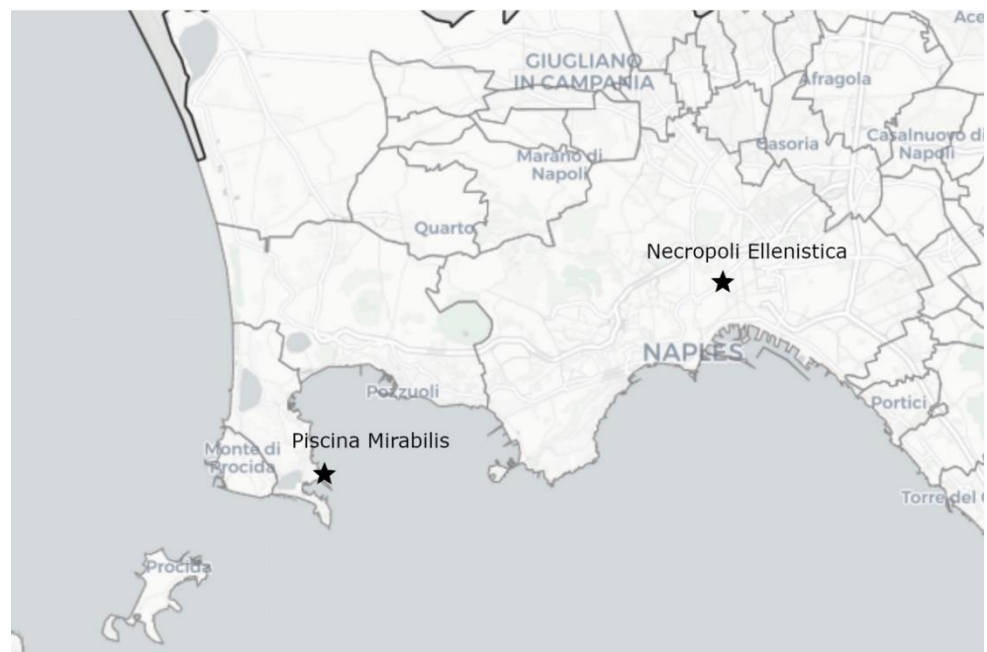 Ace
GIUGLIANO
IN CAMPANIA
Afragola
Casoria
Casalnuovo di
Napoli
Marano di
Napoli
Quarto
Necropoli Ellenistica
NAPLES
Pozzuoli
Portici
Piscina Mirabilis
Monte di
Procida
Torre del
Procida